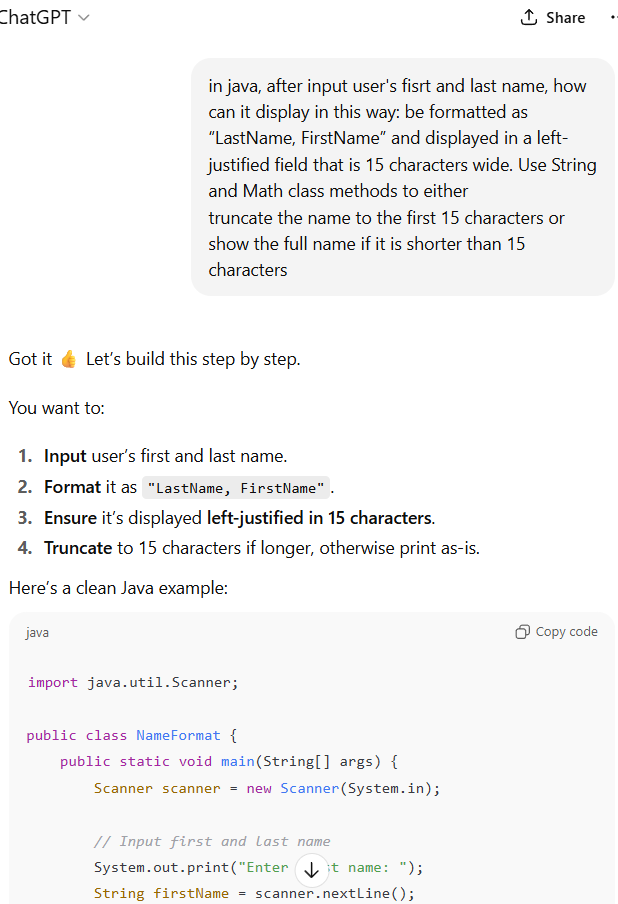 ChatGPT
Share
in java, after input user's fisrt and last name, how
can it display in this way: be formatted as
“LastName, FirstName” and displayed in a left-
justified field that is 15 characters wide. Use String
and Math class methods to either
truncate the name to the first 15 characters or
show the full name if it is shorter than 15
characters
Got it 👍 Let’s build this step by step.
You want to:
1. Input user’s first and last name.
2. Format it as "LastName, FirstName".
3. Ensure it’s displayed left-justified in 15 characters.
4. Truncate to 15 characters if longer, otherwise print as-is.
Here’s a clean Java example:
java
Copy code
import java.util.Scanner;
public class NameFormat {
public static void main(String[] args) {
Scanner scanner = new Scanner(System.in);
// Input first and last name
System.out.print("Enter t name: ");
String firstName = scanner.nextLine();